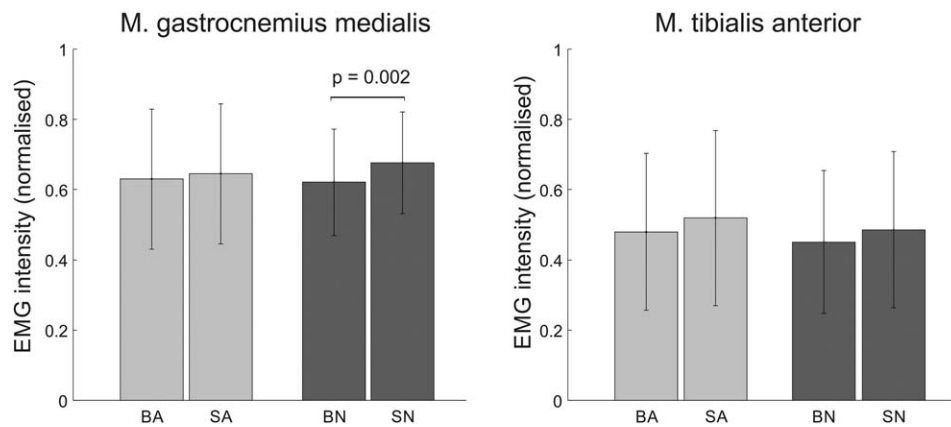 M. gastrocnemius medialis
EMG intensity (normalised)
1
0.8
0.6
0.4
0.2
0
p = 0.002
BA SA BN SN
M. tibialis anterior
EMG intensity (normalised)
1
0.8
0.6
0.4
0.2
0
BA SA BN SN